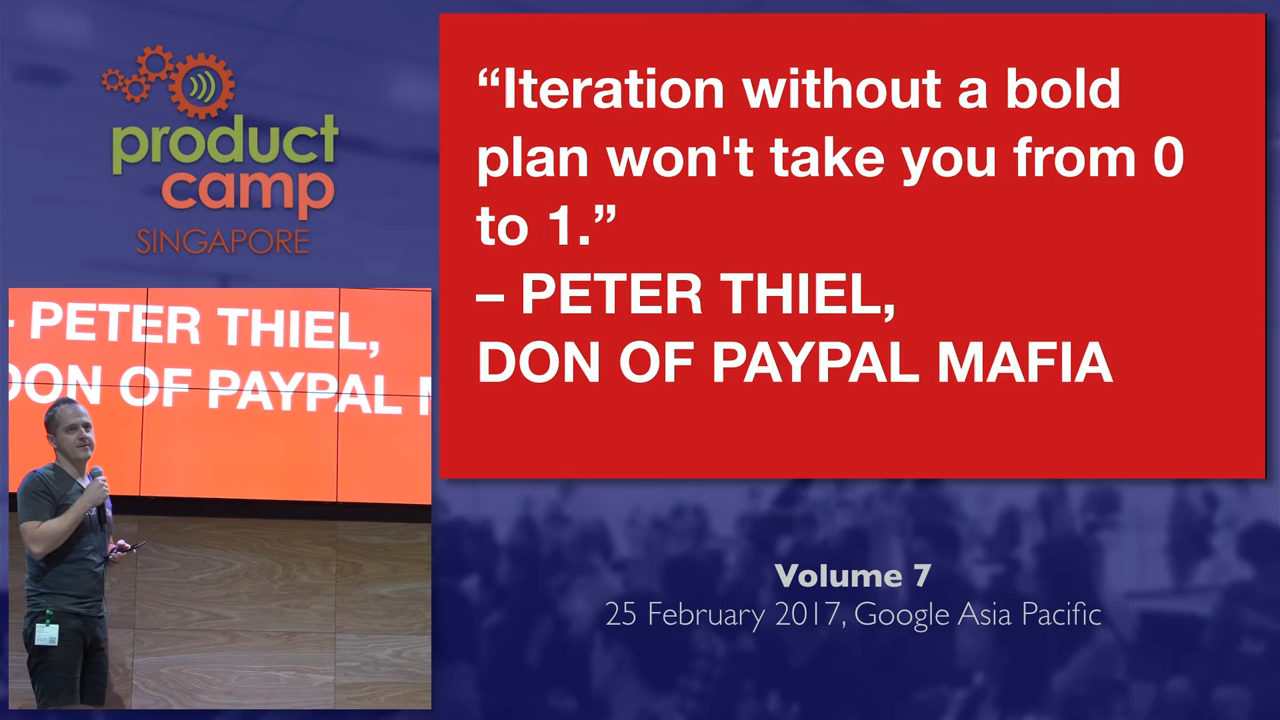 product
camp
SINGAPORE
“Iteration without a bold
plan won't take you from 0
to 1.”
– PETER THIEL,
DON OF PAYPAL MAFIA
- PETER THIEL,
DON OF PAYPAL M
Volume 7
25 February 2017, Google Asia Pacific